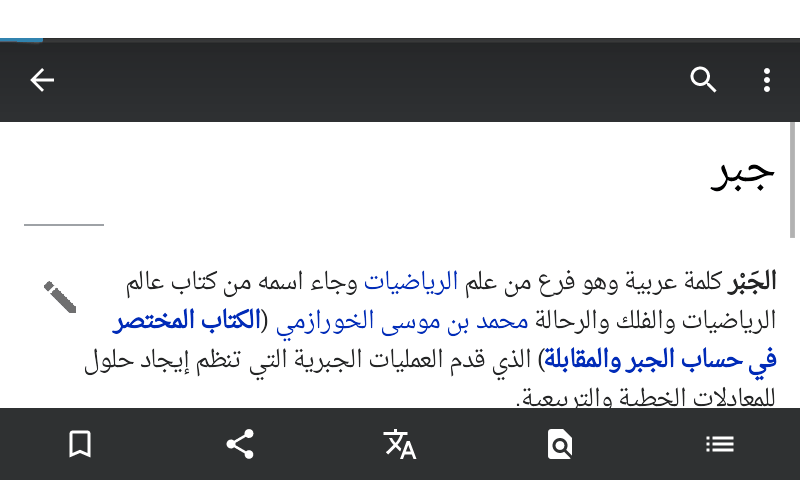 جبر
الجَبْر كلمة عربية وهو فرع من علم الرياضيات وجاء اسمه من كتاب عالم
الرياضيات والفلك والرحالة محمد بن موسى الخورازمي (الكتاب المختصر
في حساب الجبر والمقابلة) الذي قدم العمليات الجبرية التي تنظم إيجاد حلول
للمعادلات الخطية والتربيعية.